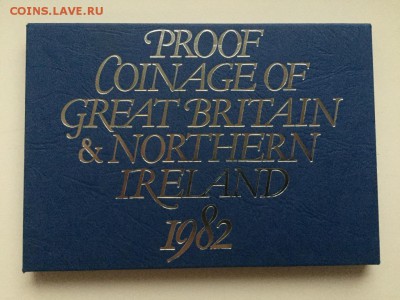 COINS.LAVE.RU
PROOF
COINAGE OF
GREAT BRITAIN
& NORTHERN
IRELAND
1982